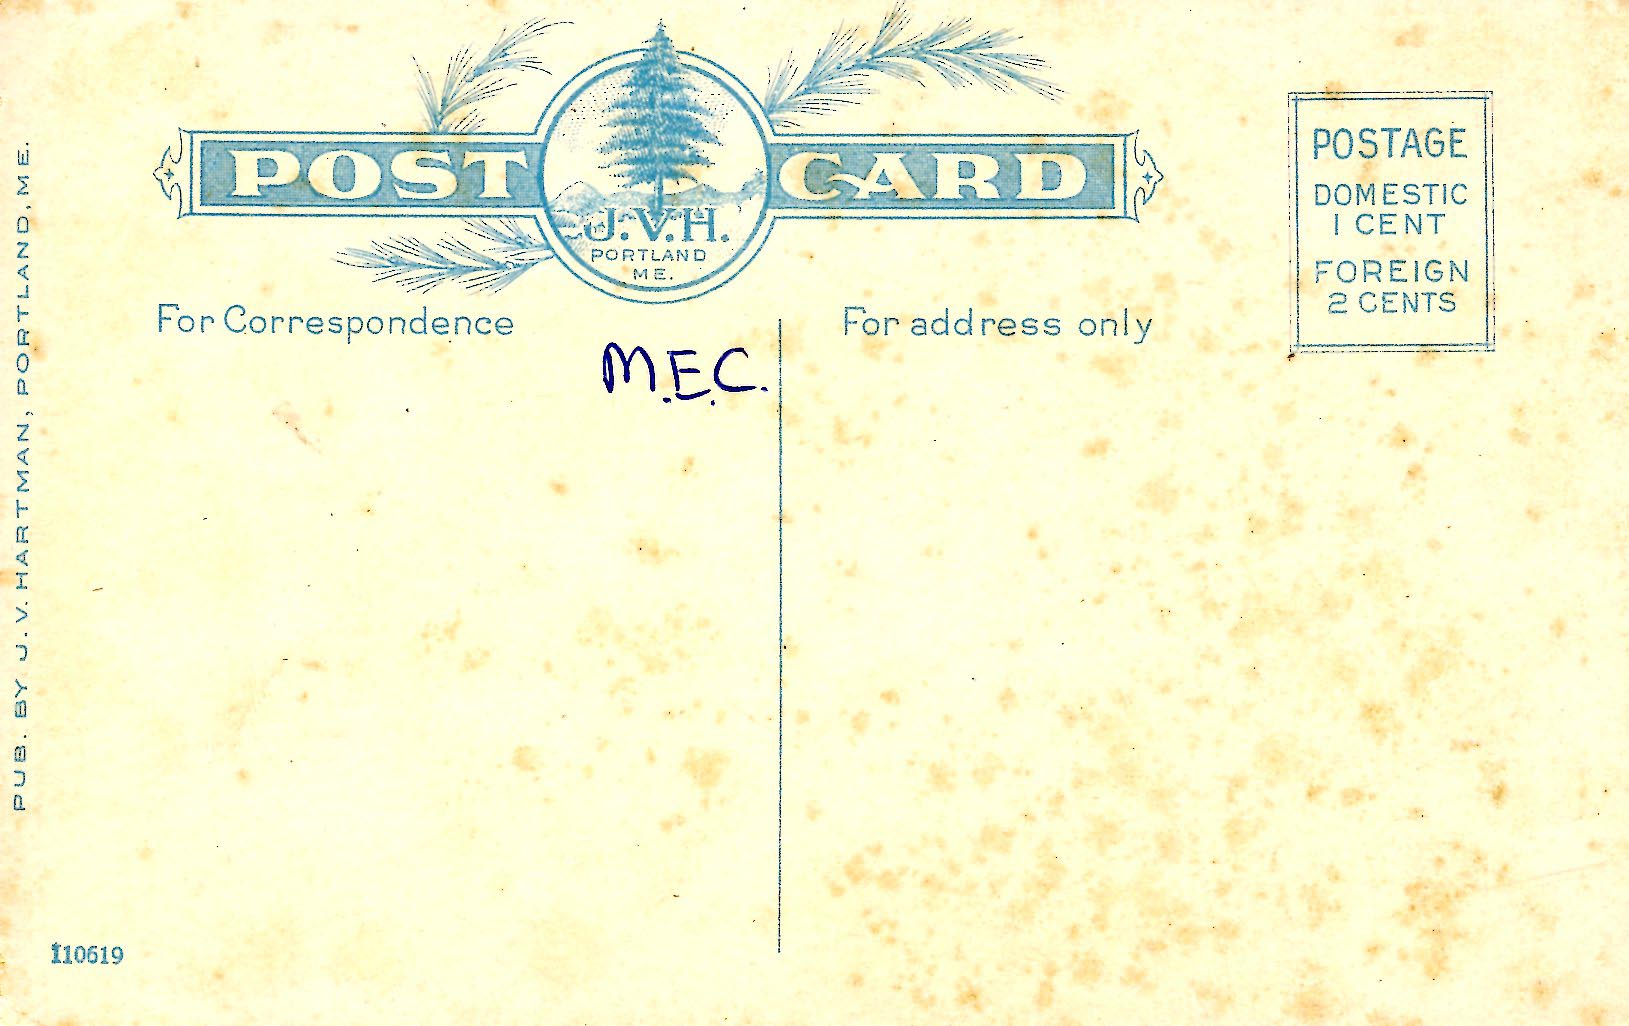 POST CARD
J.V.H.
PORTLAND
ME.
POSTAGE
DOMESTIC
1 CENT
FOREIGN
2 CENTS
For Correspondence
For address only
M.E.C.
PUB. BY J.V. HARTMAN, PORTLAND, ME.
110619